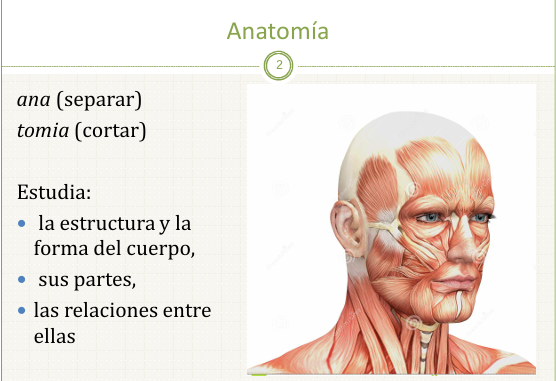 Anatomía
2
ana (separar)
tomia (cortar)
Estudia:
• la estructura y la
forma del cuerpo,
• sus partes,
• las relaciones entre
ellas